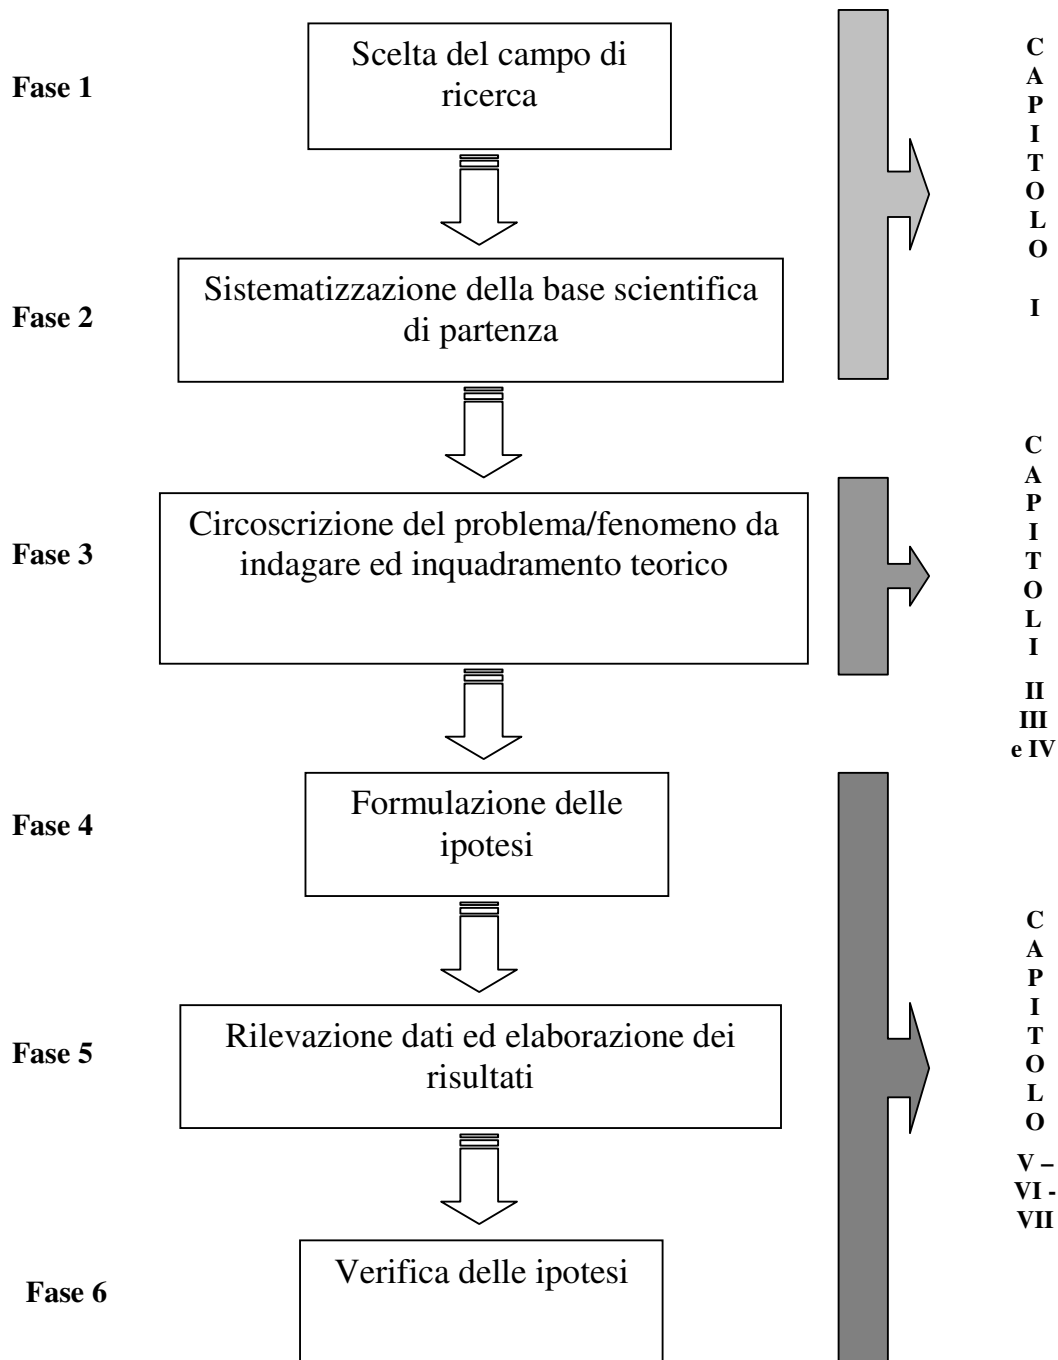 Fase 1
Scelta del campo di
ricerca
Fase 2
Sistematizzazione della base scientifica
di partenza
C
A
P
I
T
O
L
O
I
Fase 3
Circoscrizione del problema/fenomeno da
indagare ed inquadramento teorico
C
A
P
I
T
O
L
I
II
III
e IV
Fase 4
Formulazione delle
ipotesi
Fase 5
Rilevazione dati ed elaborazione dei
risultati
Fase 6
Verifica delle ipotesi
C
A
P
I
T
O
L
O
V –
VI -
VII